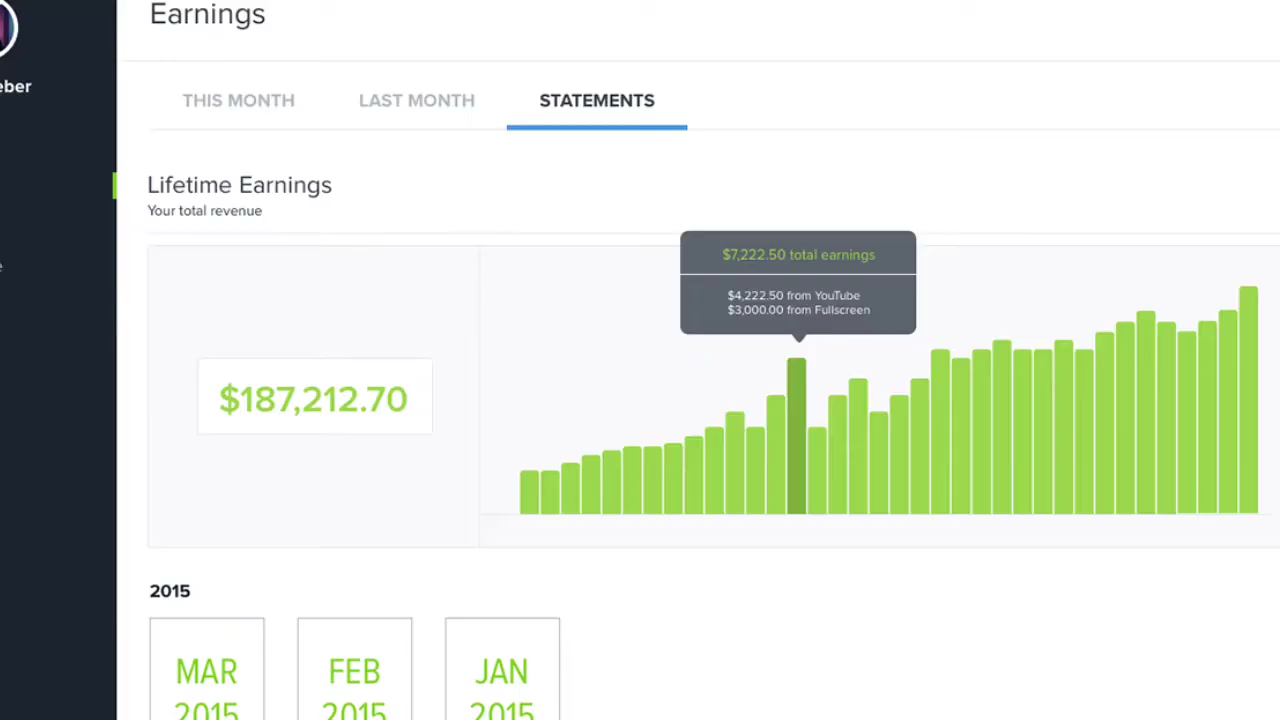 Earnings
eber
THIS MONTH
LAST MONTH
STATEMENTS
Lifetime Earnings
Your total revenue
$7,222.50 total earnings
$4,222.50 from YouTube
$3,000.00 from Fullscreen
$187,212.70
e
2015
MAR
2015
FEB
2015
JAN
2015